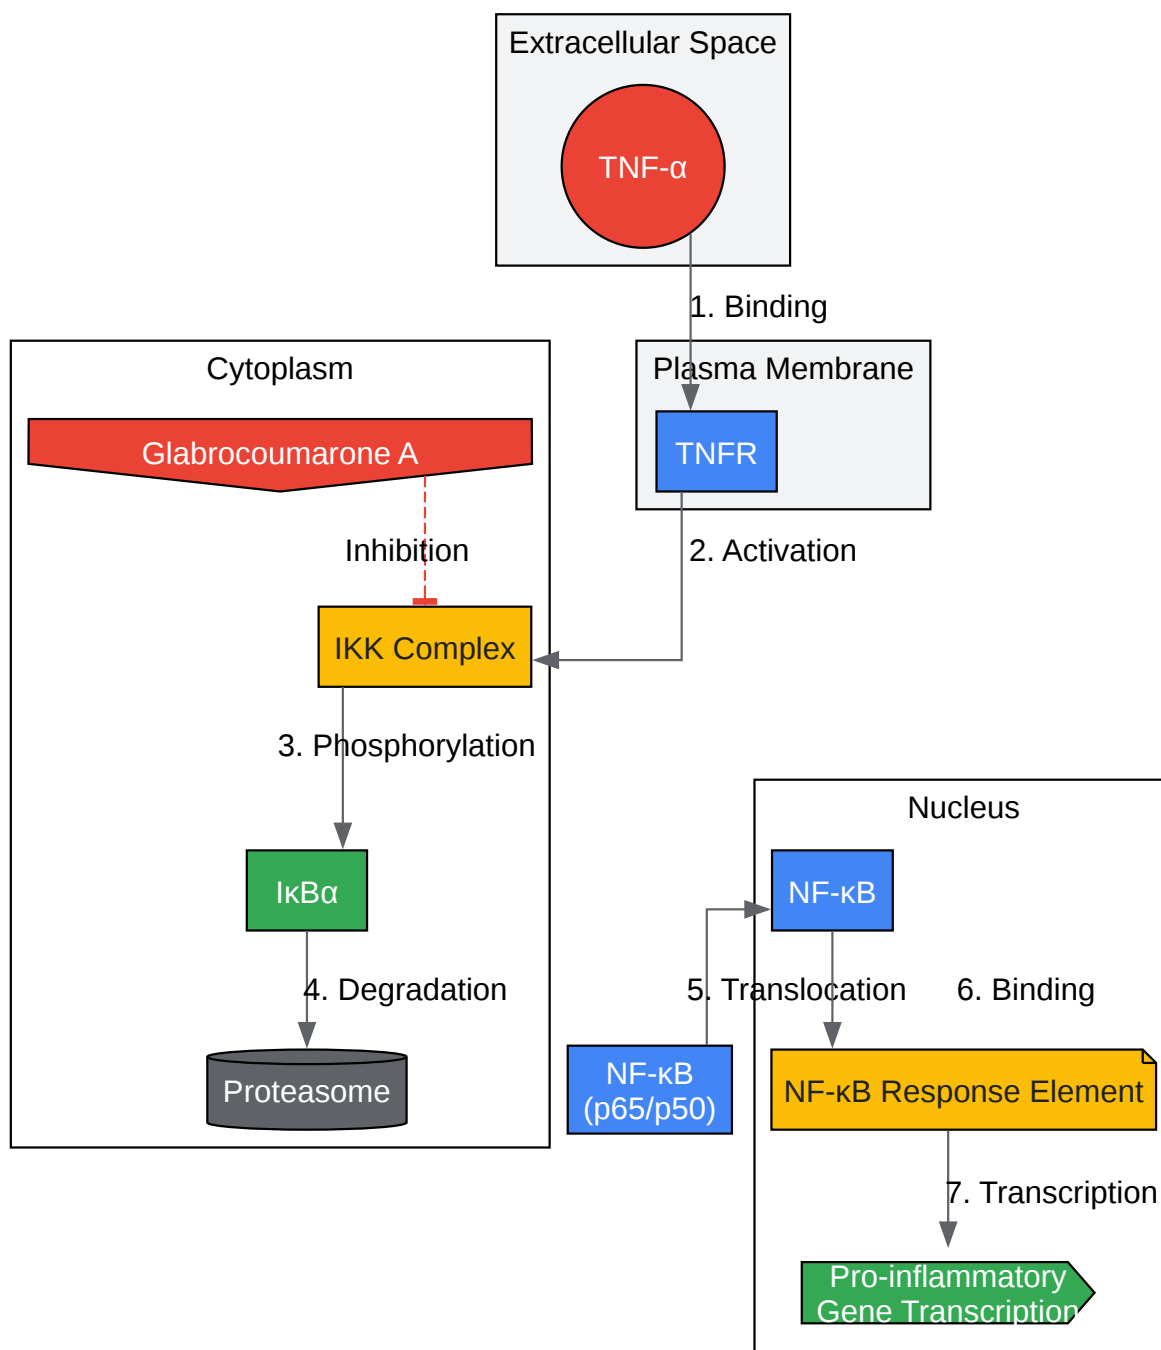 Extracellular Space
TNF-α
1. Binding
Cytoplasm
Plasma Membrane
Glabrocoumarone A
TNFR
Inhibition
2. Activation
IKK Complex
3. Phosphorylation
Nucleus
IκBα
NF-κB
4. Degradation
5. Translocation
6. Binding
Proteasome
NF-κB
(p65/p50)
NF-κB Response Element
7. Transcription
Pro-inflammatory
Gene Transcription